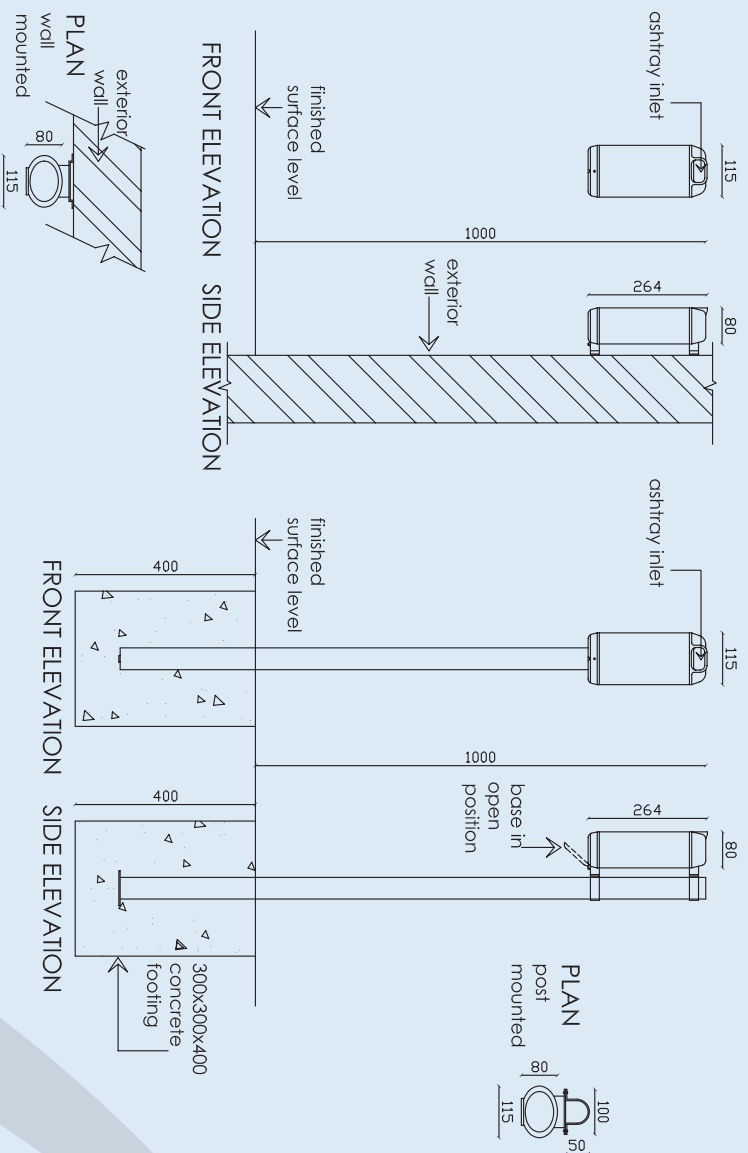 ashtray inlet
115
1000
finished
surface level
FRONT ELEVATION
264
80
exterior
wall
SIDE ELEVATION
exterior
wall
80
115
PLAN
wall
mounted
ashtray inlet
115
finished
surface level
400
FRONT ELEVATION
1000
264
80
base in
open
position
400
300x300x400
concrete
footing
SIDE ELEVATION
PLAN
post
mounted
100
50
80
115